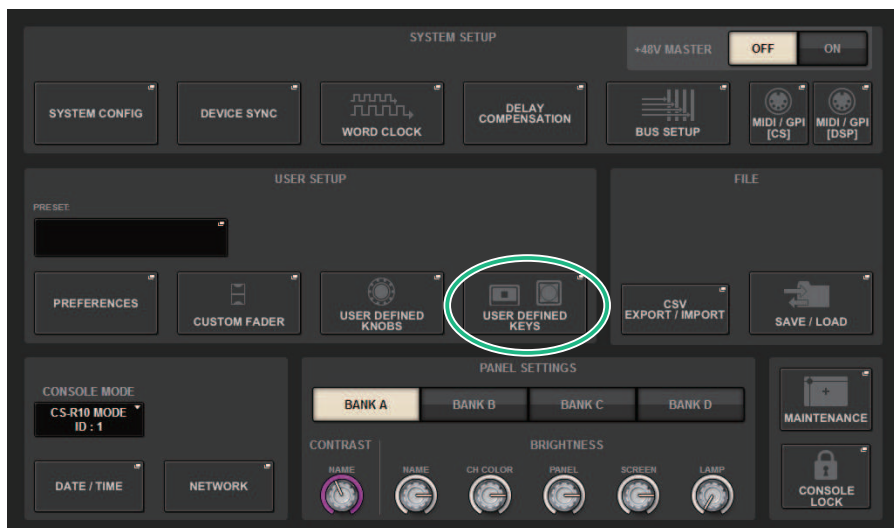 SYSTEM SETUP
+48V MASTER
OFF
ON
SYSTEM CONFIG
DEVICE SYNC
WORD CLOCK
DELAY
COMPENSATION
BUS SETUP
MIDI / GPI
[CS]
MIDI / GPI
[DSP]
USER SETUP
PRESET
PREFERENCES
CUSTOM FADER
USER DEFINED
KNOBS
USER DEFINED
KEYS
FILE
CSV
EXPORT / IMPORT
SAVE / LOAD
CONSOLE MODE
CS-R10 MODE
ID : 1
DATE / TIME
NETWORK
PANEL SETTINGS
BANK A
BANK B
BANK C
BANK D
CONTRAST
BRIGHTNESS
NAME
NAME
CH COLOR
PANEL
SCREEN
LAMP
MAINTENANCE
CONSOLE
LOCK